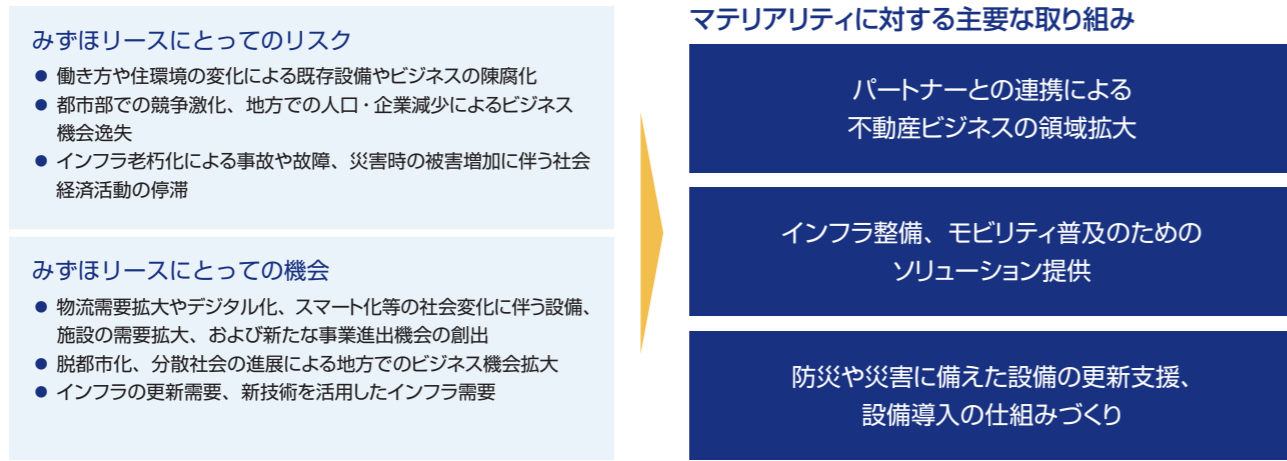 みずほリースにとってのリスク
● 働き方や住環境の変化による既存設備やビジネスの陳腐化
● 都市部での競争激化、地方での人口・企業減少によるビジネス
機会逸失
● インフラ老朽化による事故や故障、災害時の被害増加に伴う社会
経済活動の停滞
みずほリースにとっての機会
● 物流需要拡大やデジタル化、スマート化等の社会変化に伴う設備、
施設の需要拡大、および新たな事業進出機会の創出
● 脱都市化、分散社会の進展による地方でのビジネス機会拡大
● インフラの更新需要、新技術を活用したインフラ需要
マテリアリティに対する主要な取り組み
パートナーとの連携による
不動産ビジネスの領域拡大
インフラ整備、モビリティ普及のための
ソリューション提供
防災や災害に備えた設備の更新支援、
設備導入の仕組みづくり